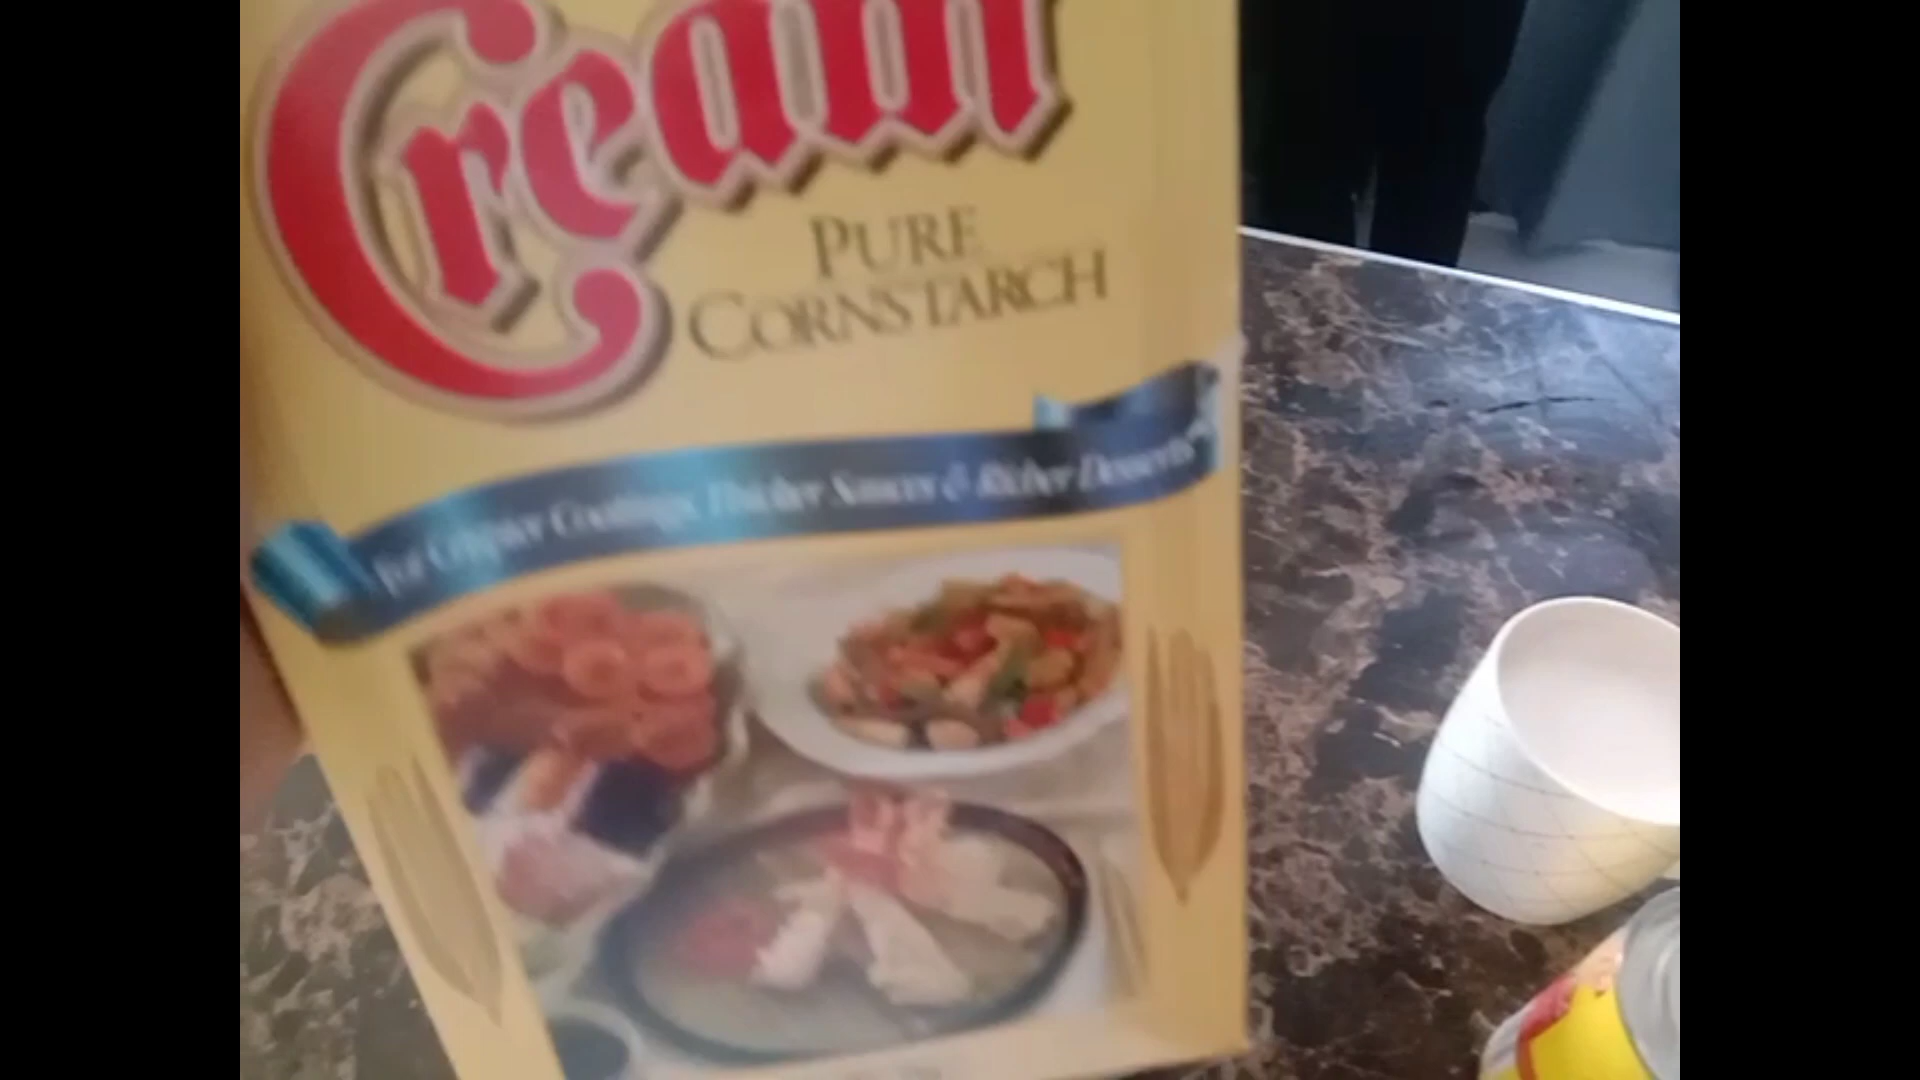 Cream
PURE
CORNSTARCH
For Crispier Coatings, Thicker Sauces & Richer Desserts